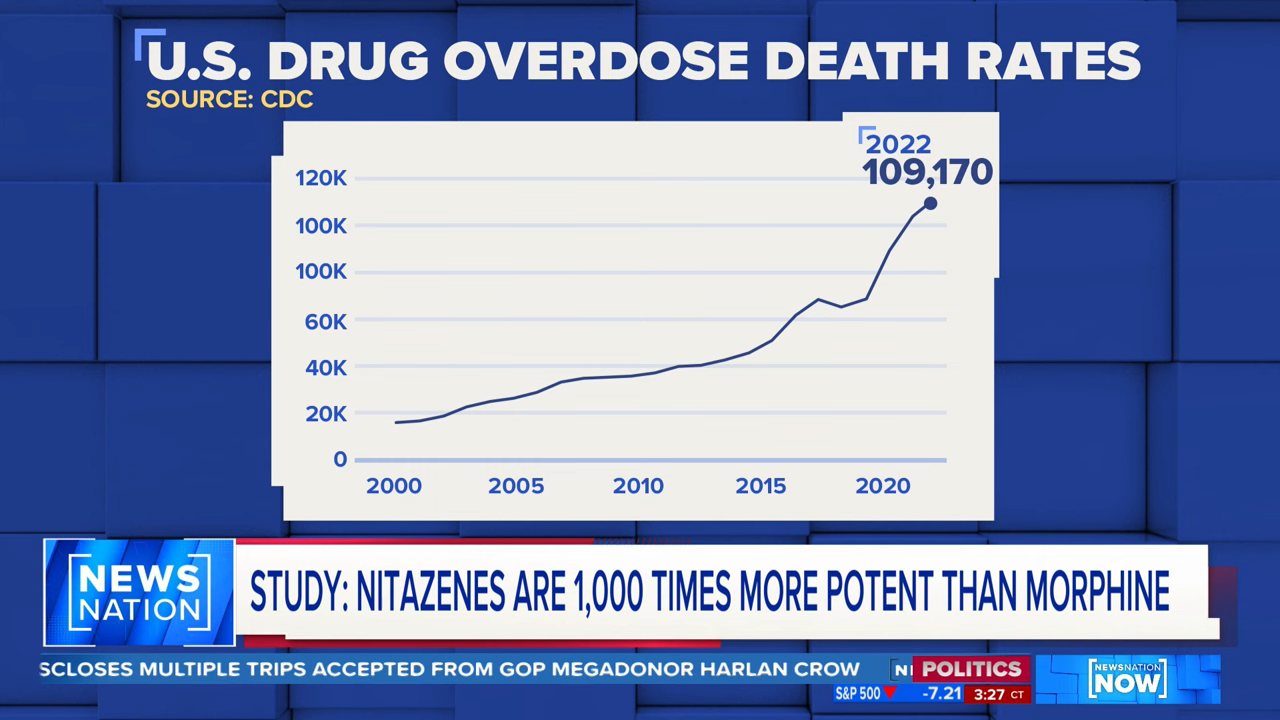 U.S. DRUG OVERDOSE DEATH RATES
SOURCE: CDC
2022
109,170
120K
100K
100K
60K
40K
20K
0
2000 2005 2010 2015 2020
NEWS
NATION
STUDY: NITAZENES ARE 1,000 TIMES MORE POTENT THAN MORPHINE
SCLOSES MULTIPLE TRIPS ACCEPTED FROM GOP MEGADONOR HARLAN CROW
POLITICS
NEWSNATION
NOW
S&P 500 -7.21 3:27 CT